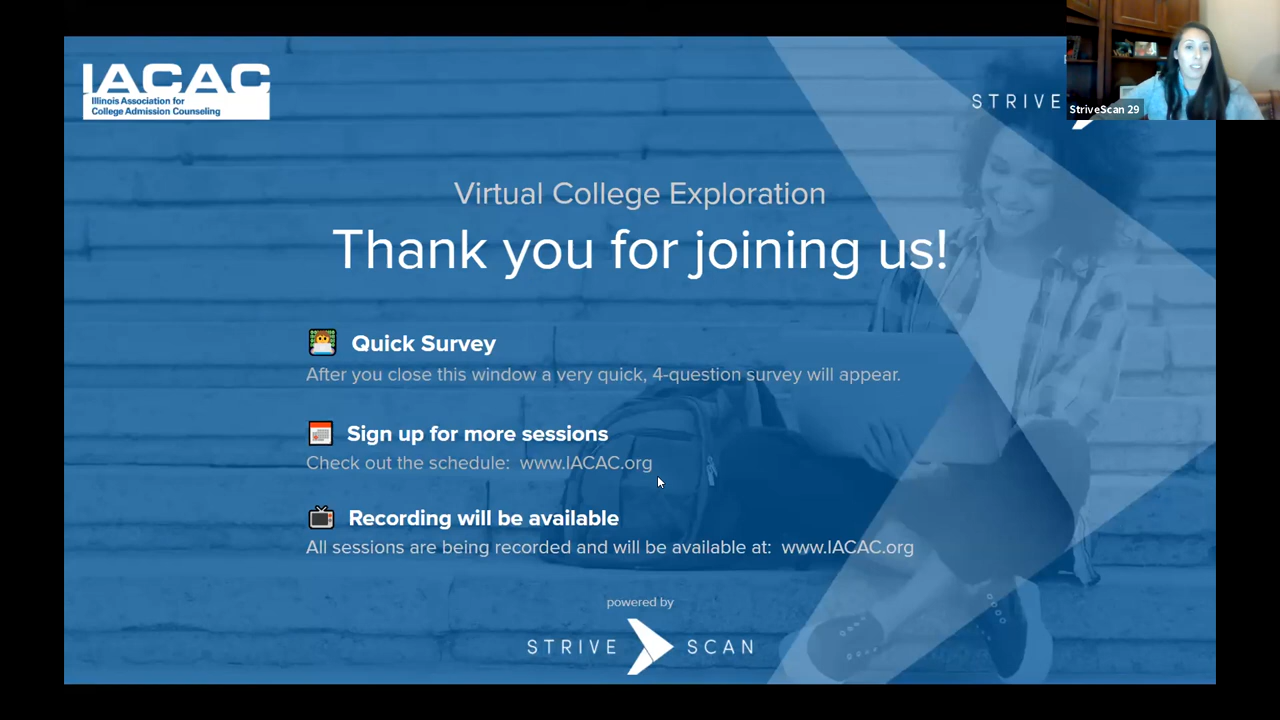 IACAC
Illinois Association for
College Admission Counseling
STRIVE
StriveScan 29
Virtual College Exploration
Thank you for joining us!
Quick Survey
After you close this window a very quick, 4-question survey will appear.
Sign up for more sessions
Check out the schedule: www.IACAC.org
Recording will be available
All sessions are being recorded and will be available at: www.IACAC.org
powered by
STRIVE SCAN